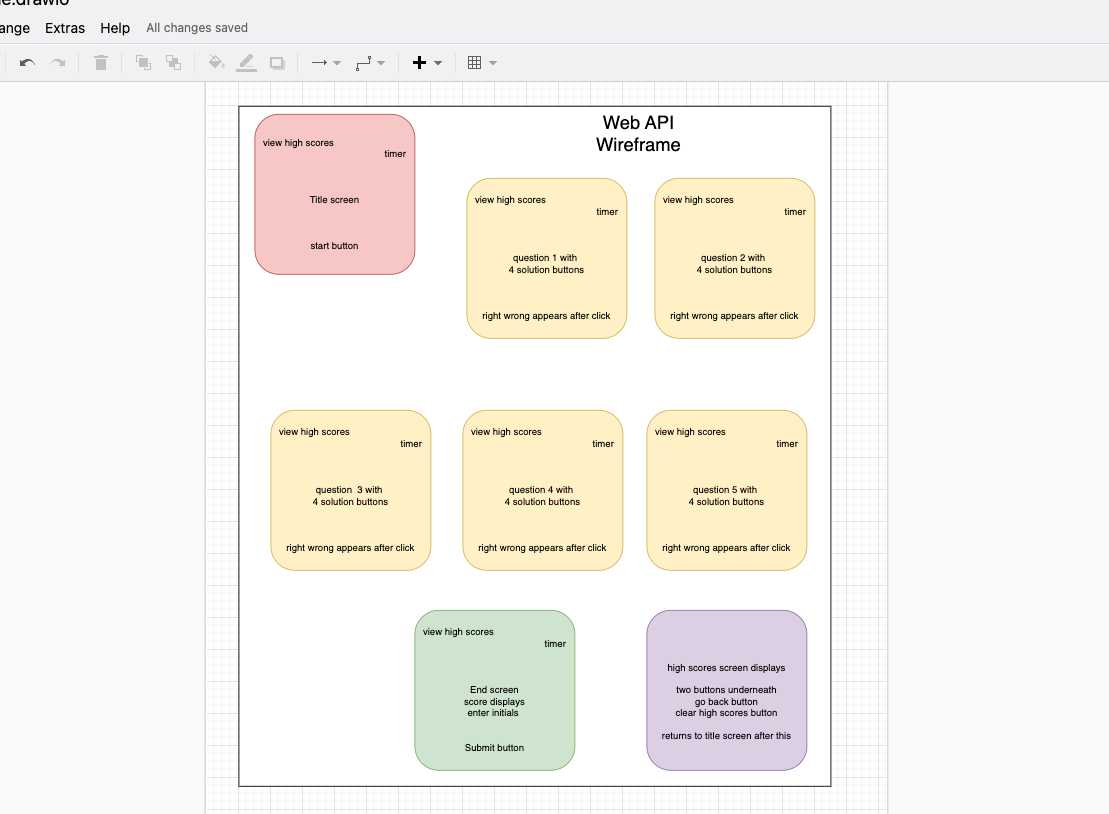 ange Extras Help All changes saved
Web API
Wireframe
view high scores
timer
Title screen
start button
view high scores
timer
question 1 with
4 solution buttons
right wrong appears after click
view high scores
timer
question 2 with
4 solution buttons
right wrong appears after click
view high scores
timer
question  3 with
4 solution buttons
right wrong appears after click
view high scores
timer
question 4 with
4 solution buttons
right wrong appears after click
view high scores
timer
question 5 with
4 solution buttons
right wrong appears after click
view high scores
timer
End screen
score displays
enter initials
Submit button
high scores screen displays
two buttons underneath
go back button
clear high scores button
returns to title screen after this